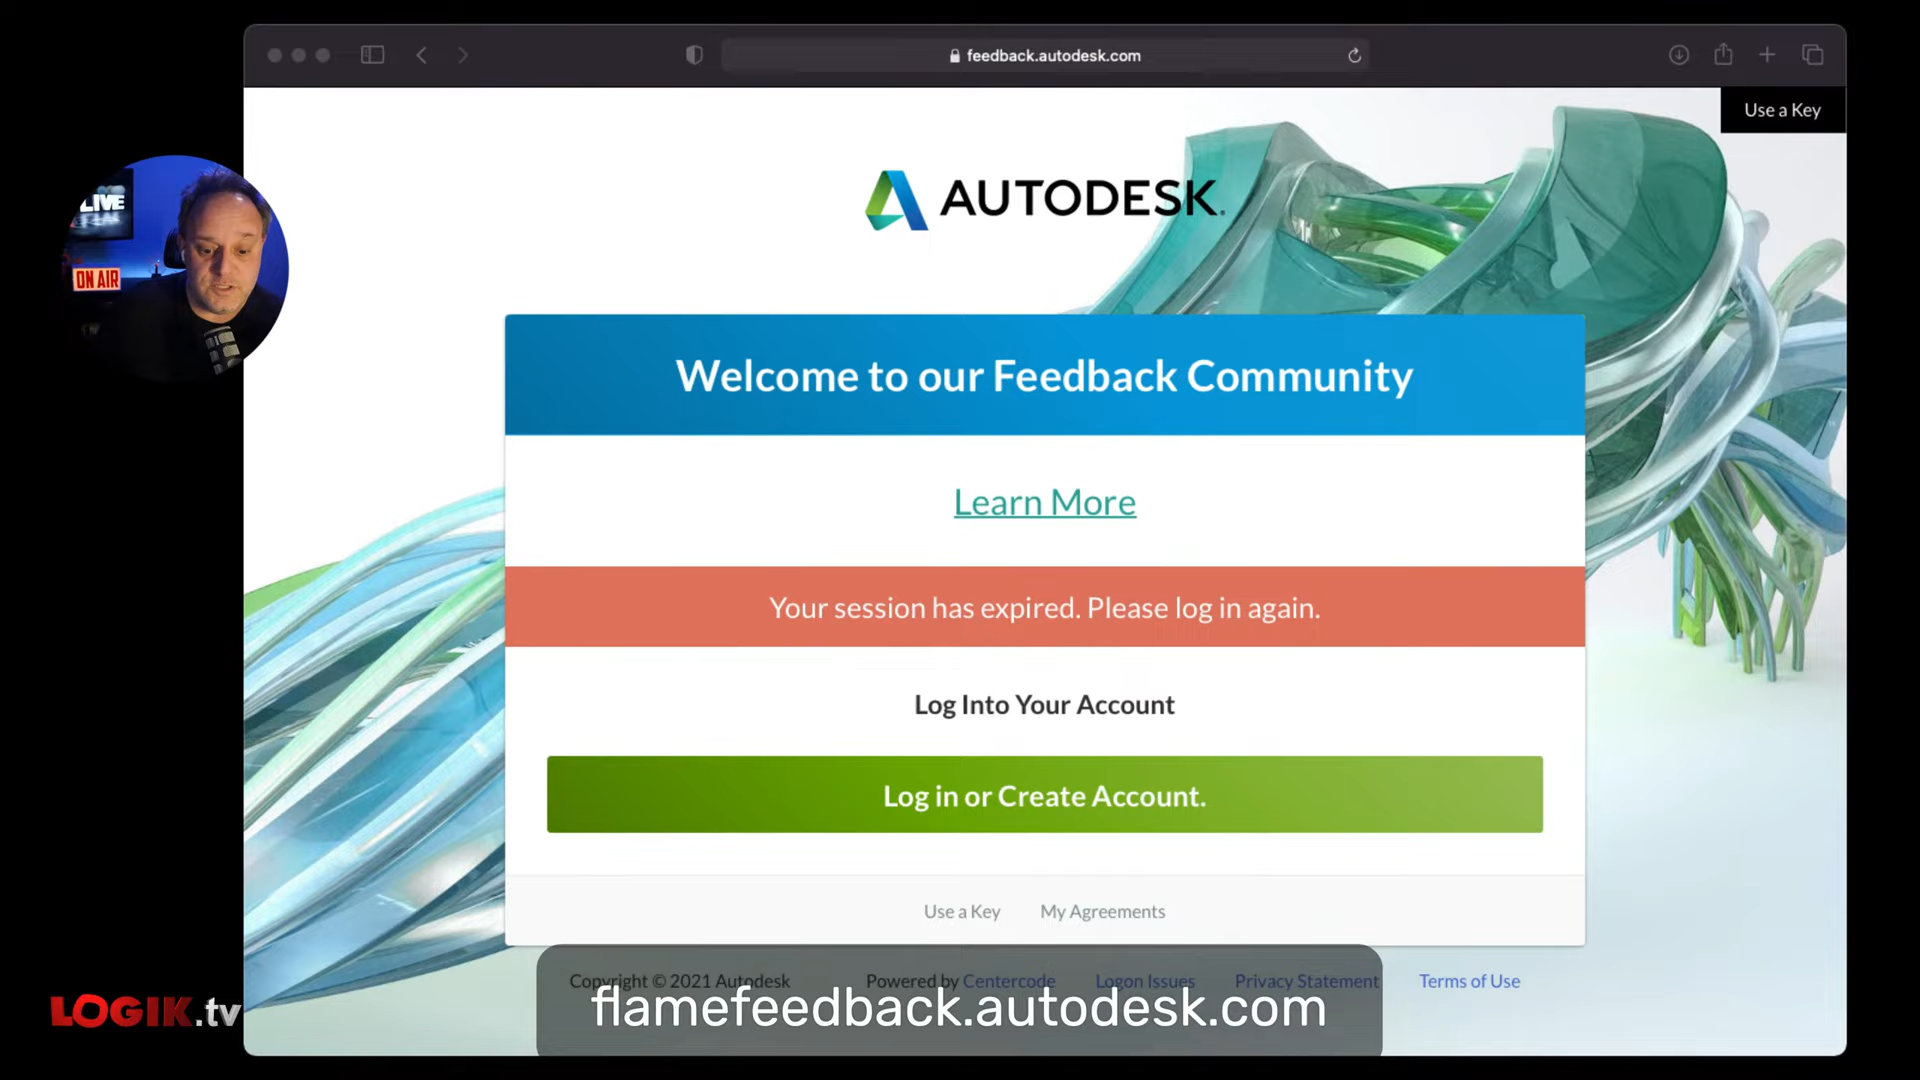 feedback.autodesk.com
Use a Key
AUTODESK.
LIVE
ON AIR
Welcome to our Feedback Community
Learn More
Your session has expired. Please log in again.
Log Into Your Account
Log in or Create Account.
Use a Key My Agreements
Copyright © 2021 Autodesk Powered by Centercode Logon Issues Privacy Statement Terms of Use
flamefeedback.autodesk.com
LOGIK.tv